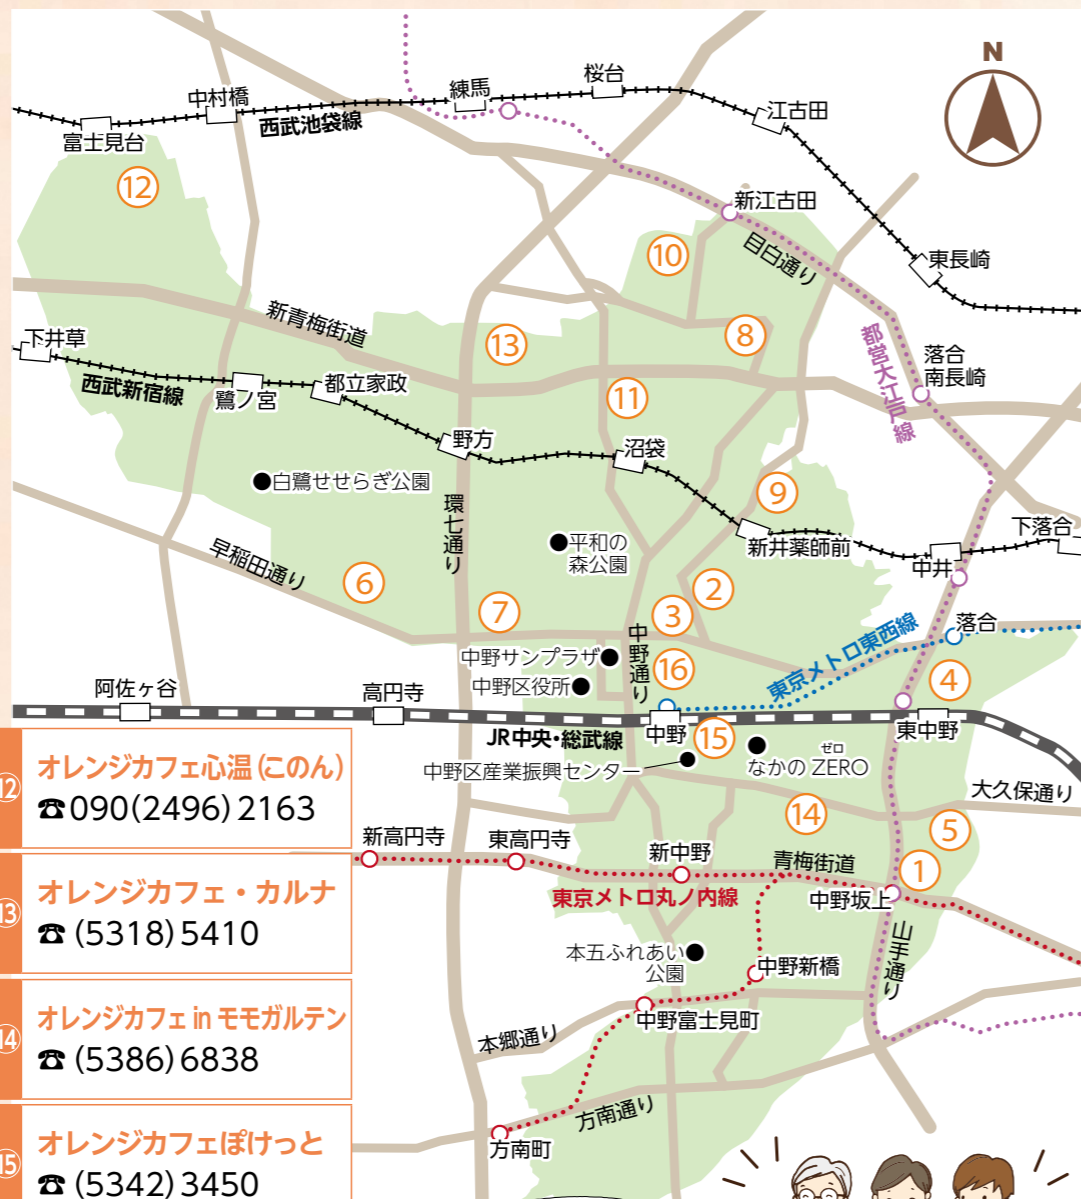 N
桜台
練馬
中村橋
江古田
西武池袋線
富士見台
⑫
新江古田
⑩
目白通り
東長崎
新青梅街道
⑬
⑧
都営大江戸線
落合
南長崎
下井草
西武新宿線
鷺ノ宮
都立家政
⑪
野方
沼袋
白鷺せせらぎ公園
⑨
環七通り
平和の
森公園
新井薬師前
下落合
中井
早稲田通り
⑥
②
⑦
③
落合
中野通り
東京メトロ東西線
中野サンプラザ
中野区役所
⑯
④
阿佐ヶ谷
高円寺
JR中央・総武線
中野
⑮
東中野
ゼロ
なかのZERO
中野区産業振興センター
大久保通り
⑭
⑤
新高円寺
東高円寺
新中野
青梅街道
①
東京メトロ丸ノ内線
中野坂上
山手通り
本五ふれあい
公園
中野新橋
中野富士見町
本郷通り
方南通り
方南町
⑫
オレンジカフェ心温(このん)
☎090(2496)2163
⑬
オレンジカフェ・カルナ
☎(5318)5410
⑭
オレンジカフェ in モモガルテン
☎(5386)6838
⑮
オレンジカフェぽけっと
☎(5342)3450